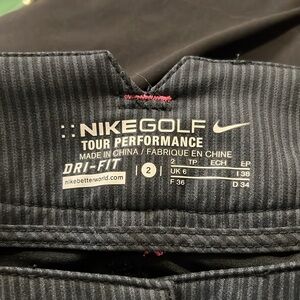 NIKEGOLF
TOUR PERFORMANCE
MADE IN CHINA / FABRIQUE EN CHINE
DRI-FIT
nikebetterworld.com
2
2 TP ECH EP
UK 6 I 38
F 36 D 34